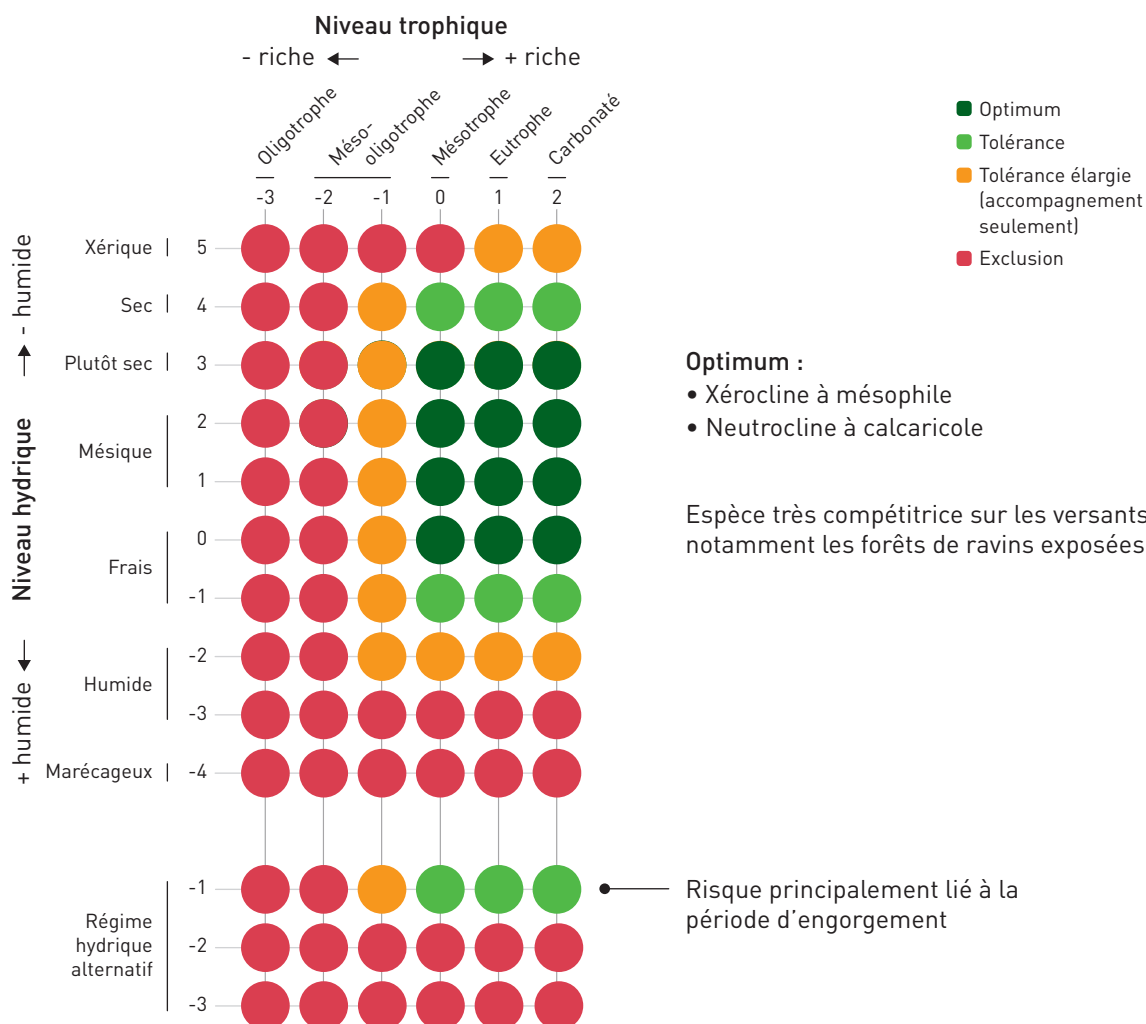 Niveau trophique
- riche ← → + riche
Oligotrophe
Méso-
oligotrophe
Mésotrophe
Eutrophe
Carbonaté
-3 -2 -1 0 1 2
Optimum
Tolérance
Tolérance élargie
(accompagnement
seulement)
Exclusion
Niveau hydrique
→ - humide
+ humide ←
Xérique 5
Sec 4
Plutôt sec 3
2
Mésique
1
0
Frais
-1
-2
Humide
-3
Marécageux -4
-1
Régime
hydrique
alternatif
-2
-3
Optimum :
• Xérocline à mésophile
• Neutrocline à calcaricole
Espèce très compétitrice sur les versants
notamment les forêts de ravins exposées
Risque principalement lié à la
période d'engorgement